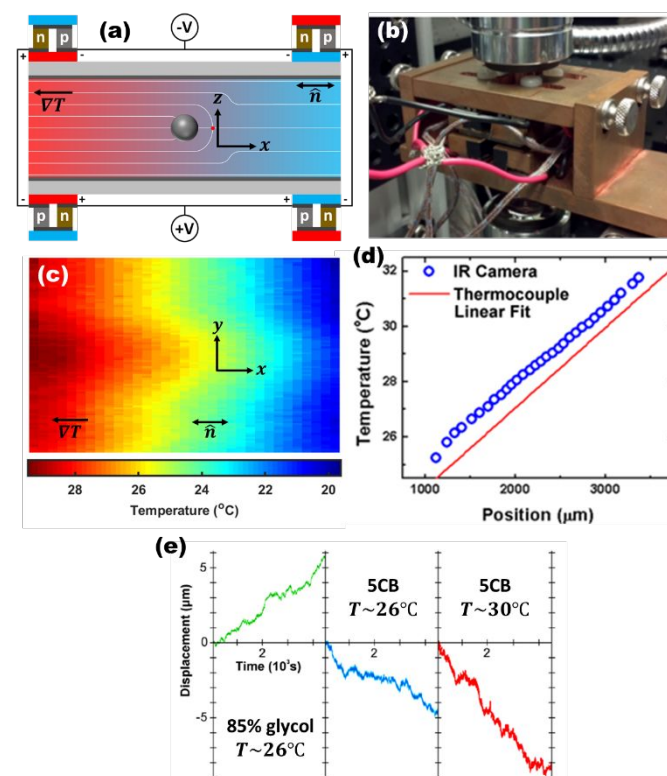 (a)
-V
n p
n p
+ - - +
∇T
n̂
z
x
- + + -
p n
p n
+V
(b)
(c)
y
x
∇T
n̂
28 26 24 22 20
Temperature (°C)
(d)
IR Camera
Thermocouple
Linear Fit
32
30
28
26
Temperature (°C)
1000 2000 3000
Position (μm)
(e)
5
0
-5
Displacement (μm)
Time (10³s)
2
85% glycol
T~26°C
5CB
T~26°C
2
5CB
T~30°C
2